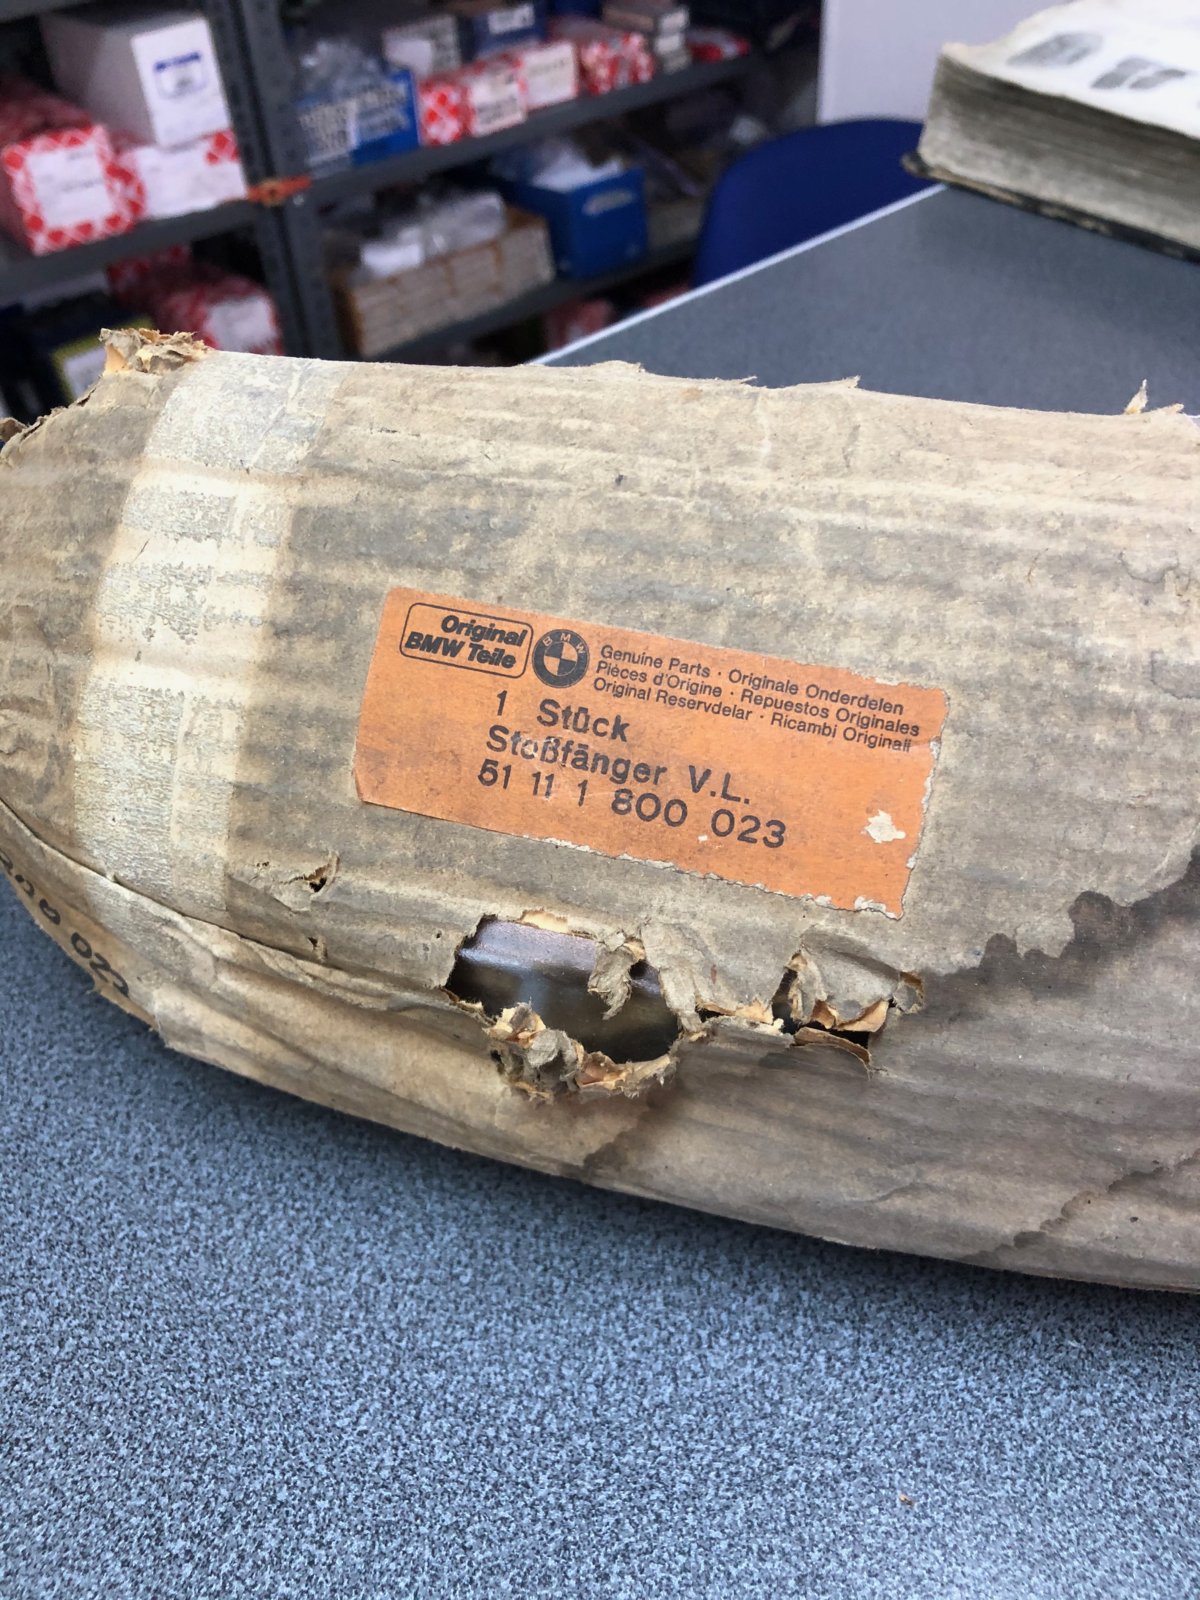 Original
BMW Teile
BMW
Genuine Parts · Originale Onderdelen
Pièces d'Origine · Repuestos Originales
Original Reservdelar · Ricambi Originali
1 Stück
Stoßfänger V.L.
51 11 1 800 023